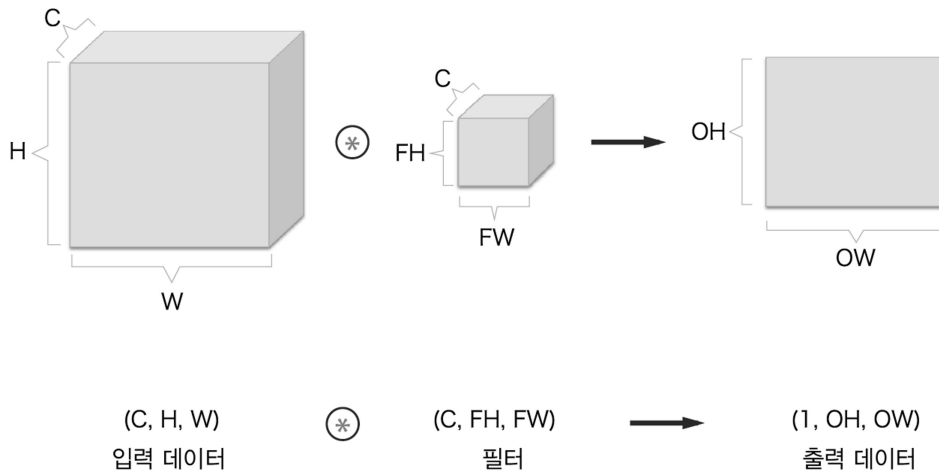 C
H
W
C
FH
FW
OH
OW
(C, H, W) (C, FH, FW) (1, OH, OW)
입력 데이터 필터 출력 데이터